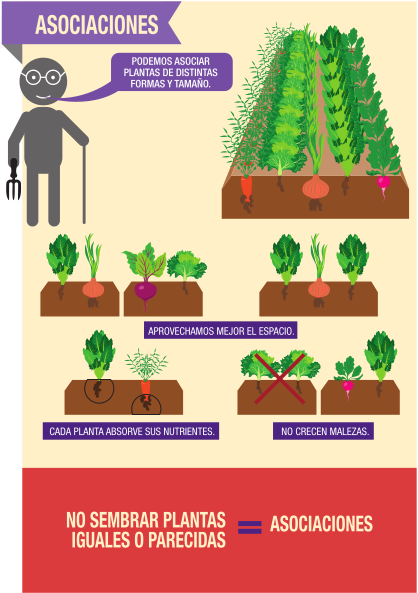 ASOCIACIONES
PODEMOS ASOCIAR
PLANTAS DE DISTINTAS
FORMAS Y TAMAÑO.
APROVECHAMOS MEJOR EL ESPACIO.
CADA PLANTA ABSORVE SUS NUTRIENTES.
NO CRECEN MALEZAS.
NO SEMBRAR PLANTAS
IGUALES O PARECIDAS
= ASOCIACIONES